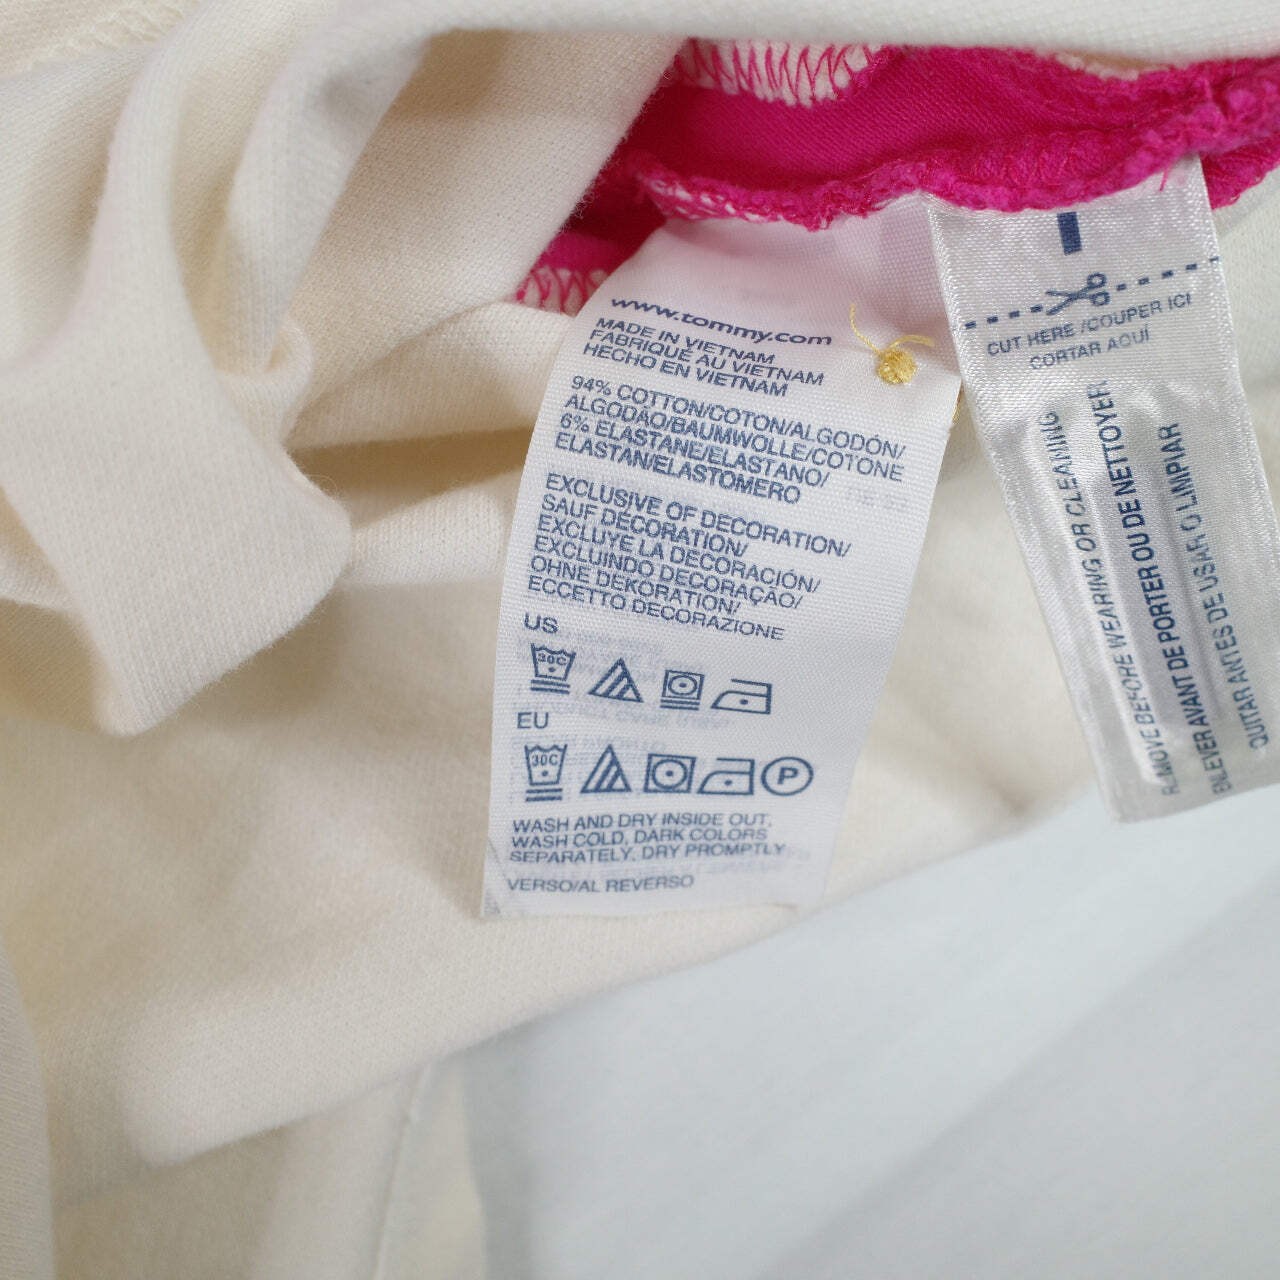 www.tommy.com
MADE IN VIETNAM
FABRIQUÉ AU VIETNAM
HECHO EN VIETNAM
94% COTTON/COTON/ALGODÓN/
ALGODÃO/BAUMWOLLE/COTONE
6% ELASTANE/ELASTANO/
ELASTAN/ELASTOMERO
EXCLUSIVE OF DECORATION/
SAUF DÉCORATION/
EXCLUYE LA DECORACIÓN/
EXCLUINDO DECORAÇÃO/
OHNE DEKORATION/
ECCETTO DECORAZIONE
US
30C
EU
30C
P
WASH AND DRY INSIDE OUT,
WASH COLD, DARK COLORS
SEPARATELY, DRY PROMPTLY
VERSO/AL REVERSO
CUT HERE /COUPER ICI
CORTAR AQUÍ
REMOVE BEFORE WEARING OR CLEAMING
ENLEVER AVANT DE PORTER OU DE NETTOYER
QUITAR ANTES DE USAR O LIMPIAR